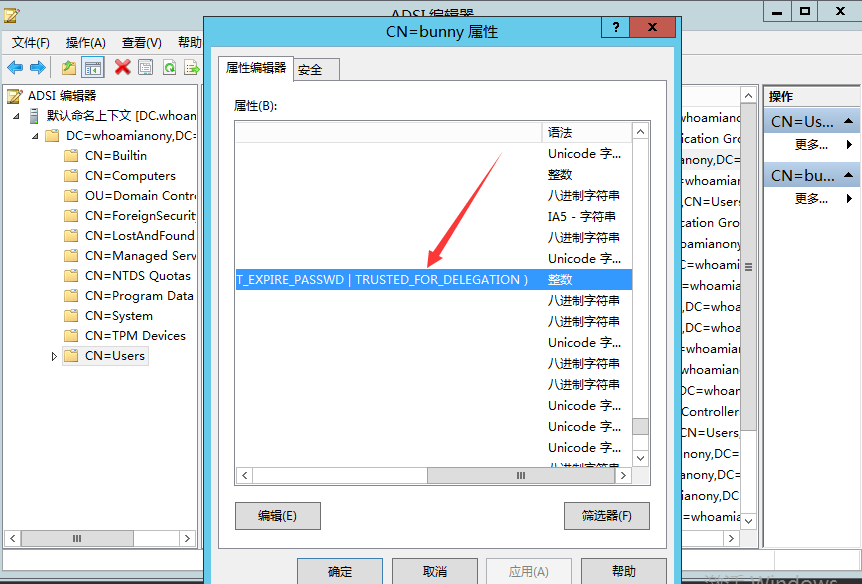 ADSI 编辑器
CN=bunny 属性
文件(F) 操作(A) 查看(V) 帮助
属性编辑器 安全
属性(B):
语法
Unicode 字...
整数
八进制字符串
IA5 - 字符串
八进制字符串
Unicode 字...
T_EXPIRE_PASSWD | TRUSTED_FOR_DELEGATION ) 整数
八进制字符串
八进制字符串
Unicode 字...
八进制字符串
八进制字符串
Unicode 字...
Unicode 字...
Unicode 字...
八进制字符串
编辑(E) 筛选器(F)
确定 取消 应用(A) 帮助
ADSI 编辑器
默认命名上下文 [DC.whoan
DC=whoamianony,DC=
CN=Builtin
CN=Computers
OU=Domain Contr
CN=ForeignSecurit
CN=LostAndFound
CN=Managed Serv
CN=NTDS Quotas
CN=Program Data
CN=System
CN=TPM Devices
CN=Users
whoamianc
ication Gro
anony,DC=
=whoamiar
,CN=Users
cation Gro
oamianony
C=whoami
=whoamiar
,DC=whoa
,DC=whoa
=whoamiar
whoamiano
DC=whoam
Controller
CN=Users,
ony,DC=
anony,DC=
ianony,DC
=whoamia
操作
CN=Us...
更多...
CN=bu...
更多...
Windows